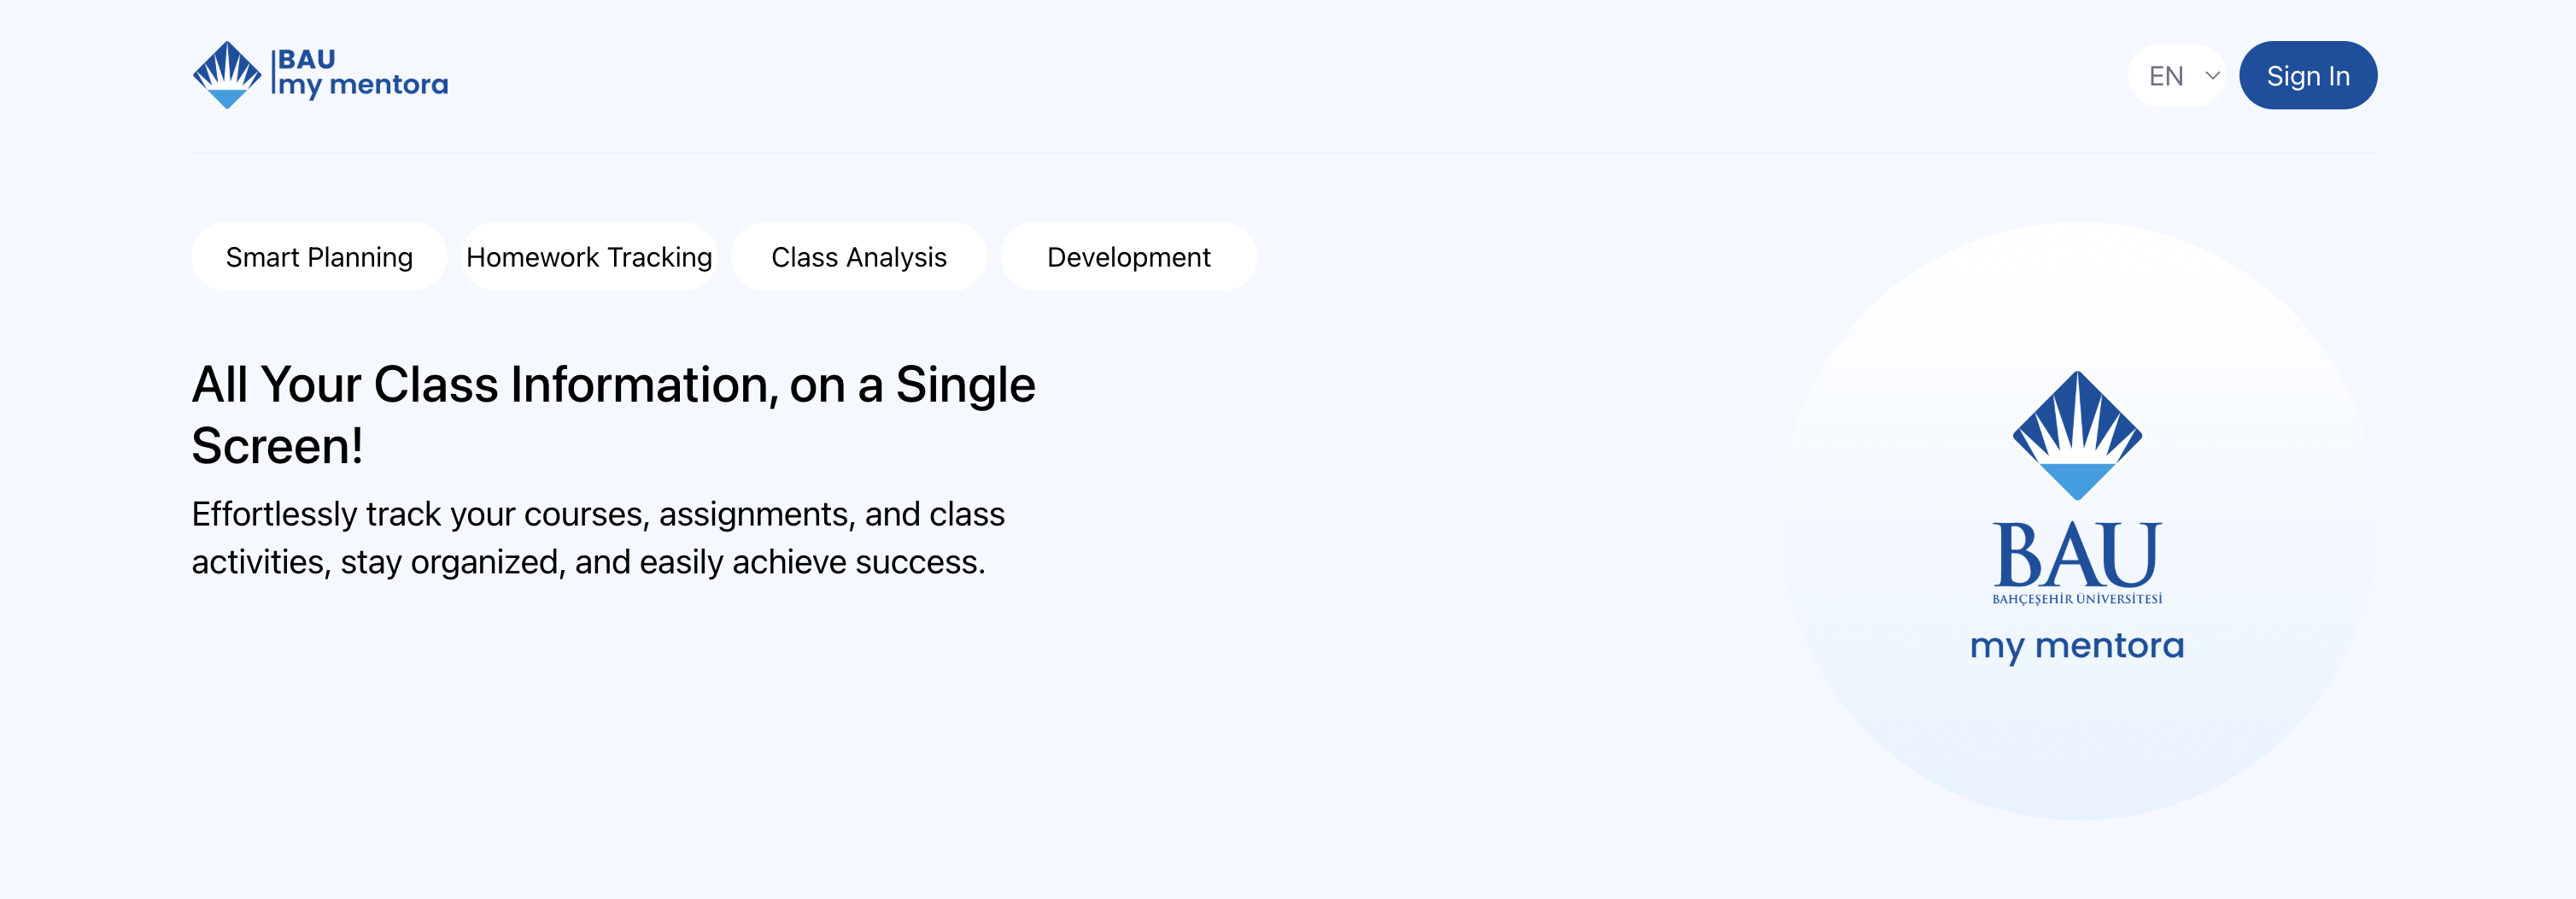 BAU
my mentora
EN
Sign In
Smart Planning
Homework Tracking
Class Analysis
Development
All Your Class Information, on a Single
Screen!
Effortlessly track your courses, assignments, and class
activities, stay organized, and easily achieve success.
BAU
BAHÇEŞEHİR ÜNİVERSİTESİ
my mentora